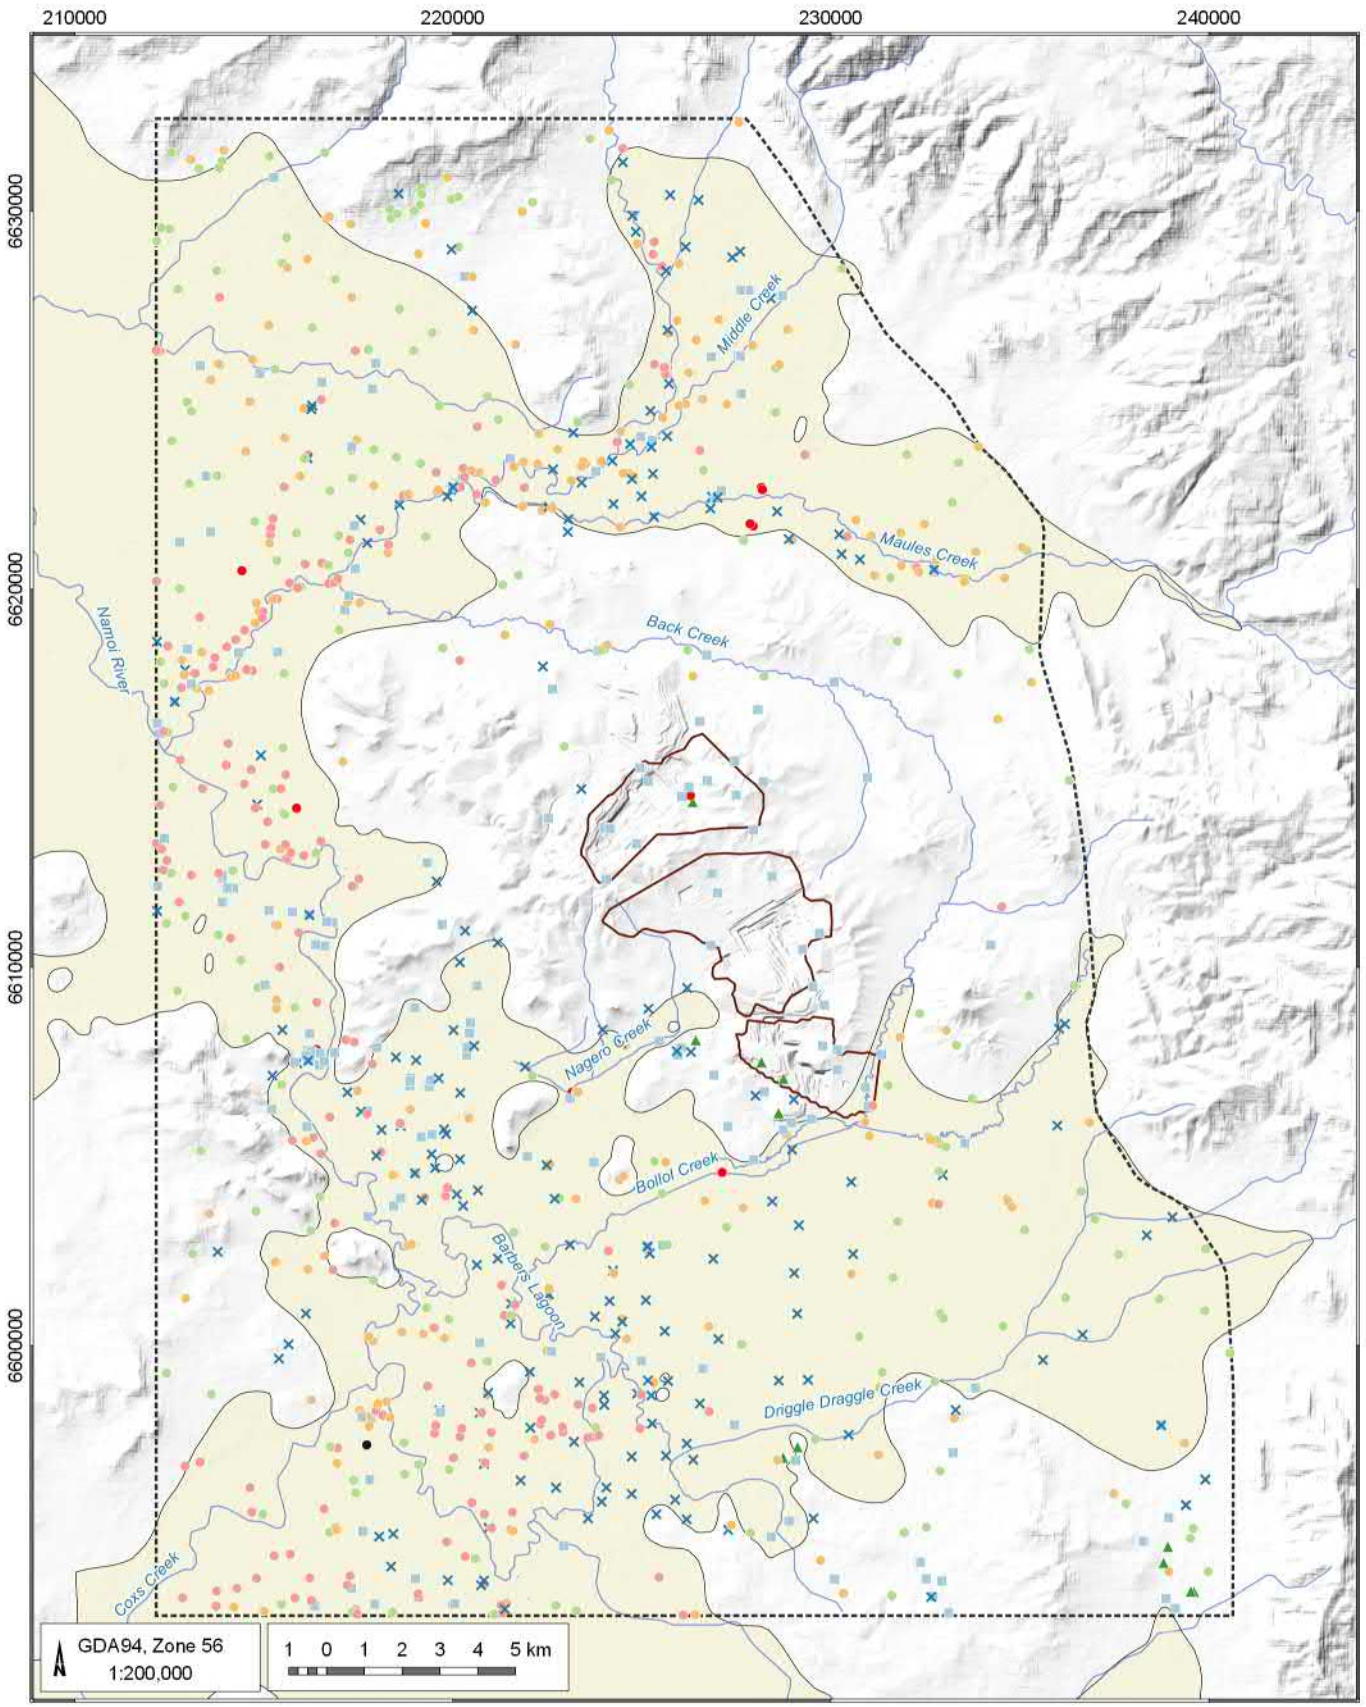 210000 220000 230000 240000
6630000
Middle Creek
Maules Creek
6620000
Namoi River
Back Creek
6610000
Nagero Creek
Bollol Creek
Barbers Lagoon
6600000
Driggle Draggle Creek
Coxs Creek
GDA94, Zone 56
1:200,000
1 0 1 2 3 4 5 km
N